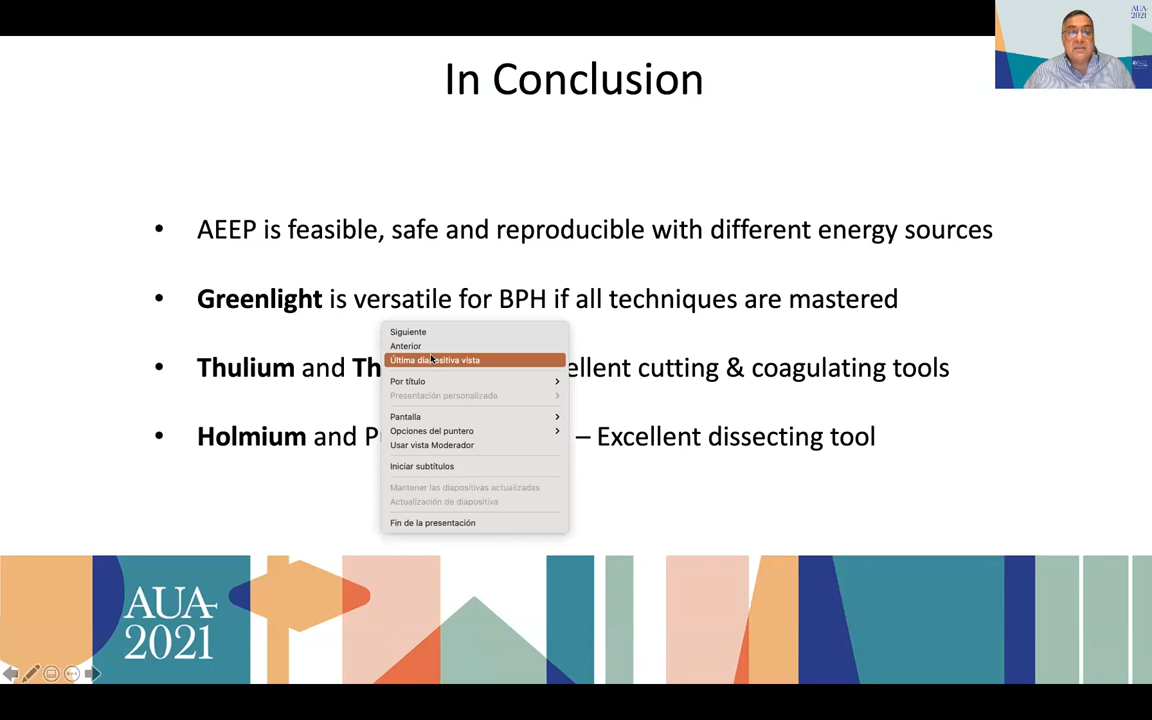 AUA
2021
In Conclusion
• AEEP is feasible, safe and reproducible with different energy sources
• Greenlight is versatile for BPH if all techniques are mastered
• Thulium and cutting & coagulating tools
• Holmium and – Excellent dissecting tool
Siguiente
Anterior
Última diapositiva vista
Por título
Presentación personalizada
Pantalla
Opciones del puntero
Usar vista Moderador
Iniciar subtítulos
Mantener las diapositivas actualizadas
Actualización de diapositiva
Fin de la presentación
AUA
2021